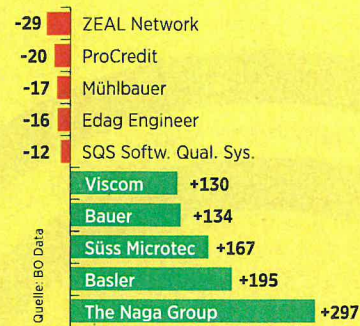 -29 ZEAL Network
-20 ProCredit
-17 Mühlbauer
-16 Edag Engineer
-12 SQS Softw. Qual. Sys.
Viscom +130
Bauer +134
Süss Microtec +167
Basler +195
The Naga Group +297
Quelle: BO Data